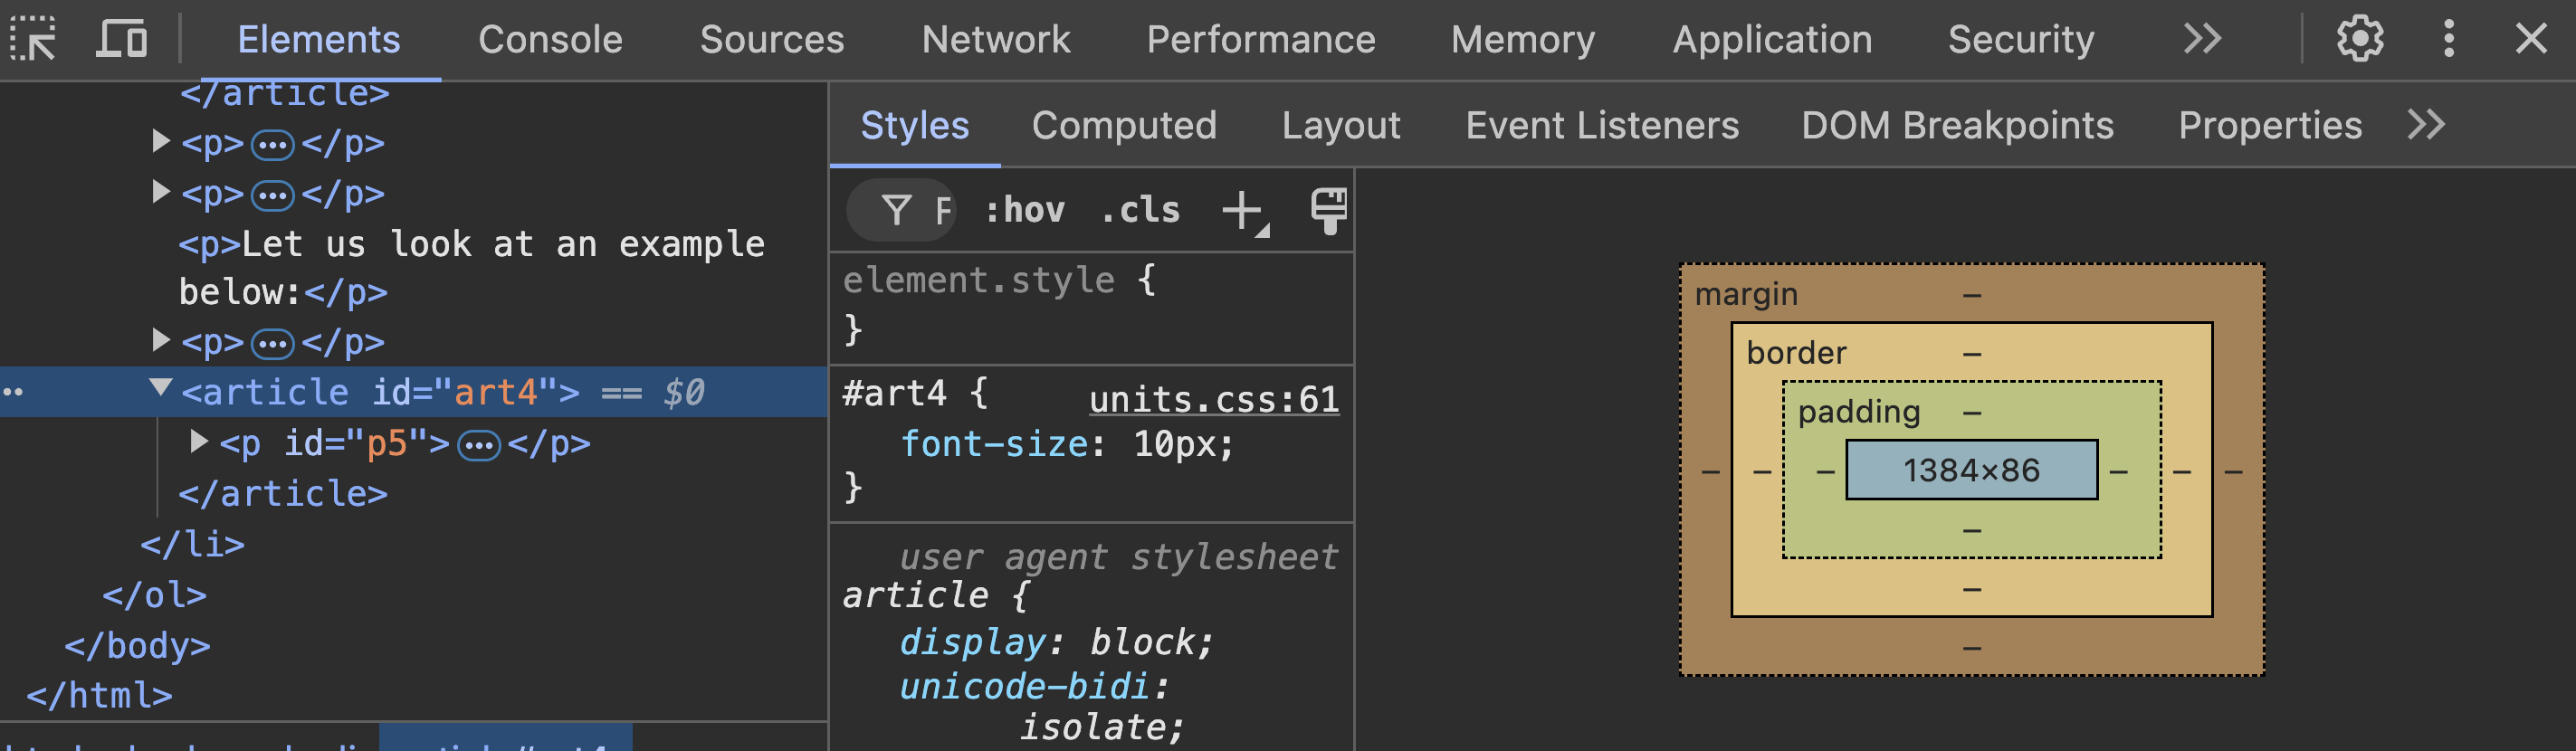 Elements Console Sources Network Performance Memory Application Security
</article>
<p> ••• </p>
<p> ••• </p>
<p>Let us look at an example
below:</p>
<p> ••• </p>
<article id="art4"> == $0
<p id="p5"> ••• </p>
</article>
</li>
</ol>
</body>
</html>
Styles Computed Layout Event Listeners DOM Breakpoints Properties
F :hov .cls
element.style {
}
#art4 { units.css:61
font-size: 10px;
}
user agent stylesheet
article {
display: block;
unicode-bidi:
isolate;
margin –
border –
padding –
– – – 1384×86 – – –
–
–
–